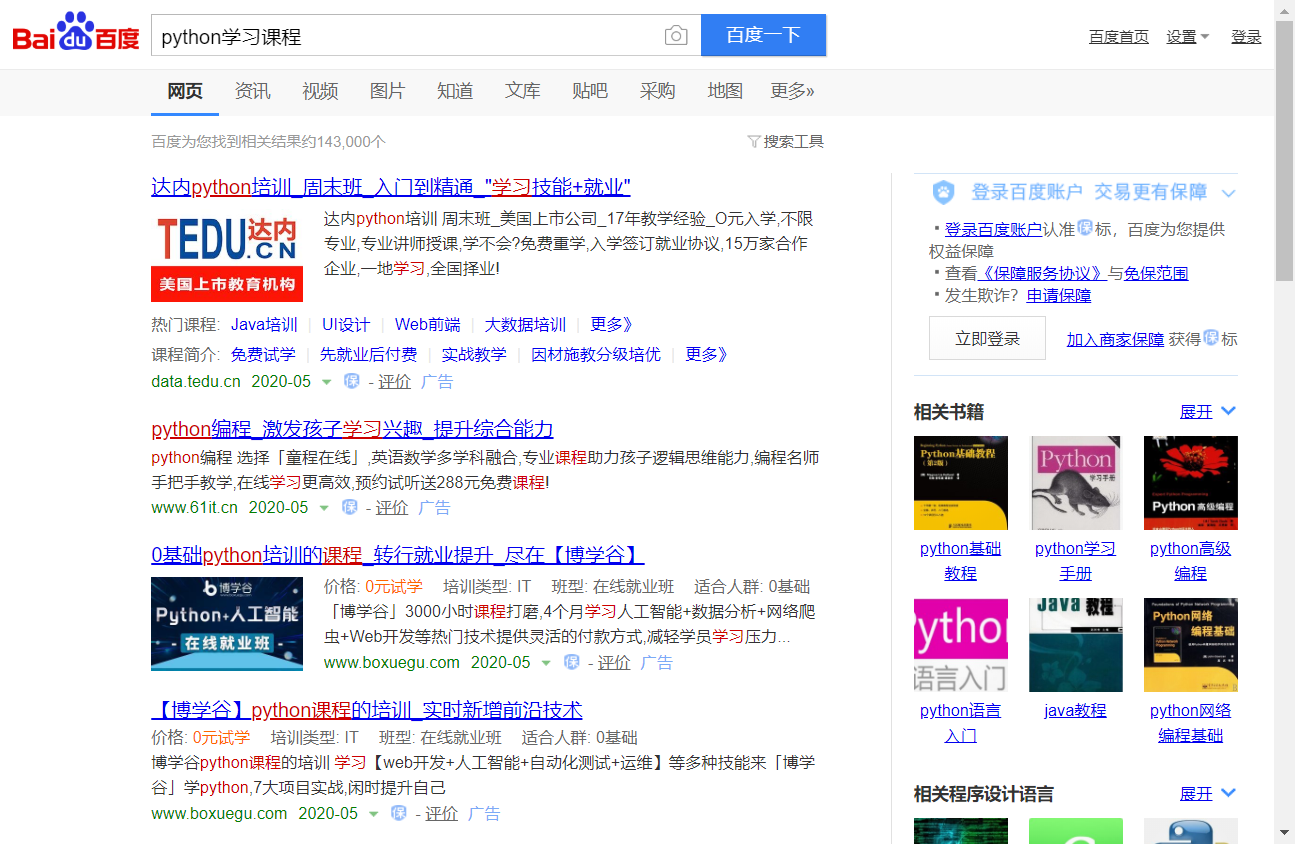 Bai du 百度
python学习课程
百度一下
百度首页 设置 登录
网页 资讯 视频 图片 知道 文库 贴吧 采购 地图 更多»
百度为您找到相关结果约143,000个
搜索工具
达内python培训_周末班_入门到精通_"学习技能+就业"
TEDU.CN 达内
美国上市教育机构
达内python培训 周末班_美国上市公司_17年教学经验_O元入学,不限
专业,专业讲师授课,学不会?免费重学,入学签订就业协议,15万家合作
企业,一地学习,全国择业!
热门课程: Java培训 UI设计 Web前端 大数据培训 更多》
课程简介: 免费试学 先就业后付费 实战教学 因材施教分级培优 更多》
data.tedu.cn 2020-05 保 - 评价 广告
python编程_激发孩子学习兴趣_提升综合能力
python编程 选择「童程在线」,英语数学多学科融合,专业课程助力孩子逻辑思维能力,编程名师
手把手教学,在线学习更高效,预约试听送288元免费课程!
www.61it.cn 2020-05 保 - 评价 广告
0基础python培训的课程_转行就业提升_尽在【博学谷】
博学谷
Python+人工智能
- 在线就业班 -
价格: 0元试学 培训类型: IT 班型: 在线就业班 适合人群: 0基础
「博学谷」3000小时课程打磨,4个月学习人工智能+数据分析+网络爬
虫+Web开发等热门技术提供灵活的付款方式,减轻学员学习压力...
www.boxuegu.com 2020-05 保 - 评价 广告
【博学谷】python课程的培训_实时新增前沿技术
价格: 0元试学 培训类型: IT 班型: 在线就业班 适合人群: 0基础
博学谷python课程的培训 学习【web开发+人工智能+自动化测试+运维】等多种技能来「博学
谷」学python,7大项目实战,闲时提升自己
www.boxuegu.com 2020-05 保 - 评价 广告
登录百度账户 交易更有保障
·登录百度账户认准保标，百度为您提供
权益保障
·查看《保障服务协议》与免保范围
·发生欺诈？申请保障
立即登录 加入商家保障 获得保标
相关书籍 展开
Python基础教程
（第2版）
Python
学习手册
Python高级编程
python基础
教程
python学习
手册
python高级
编程
ytho
语言入门
Java 教程
Python网络
编程基础
python语言
入门
java教程
python网络
编程基础
相关程序设计语言 展开